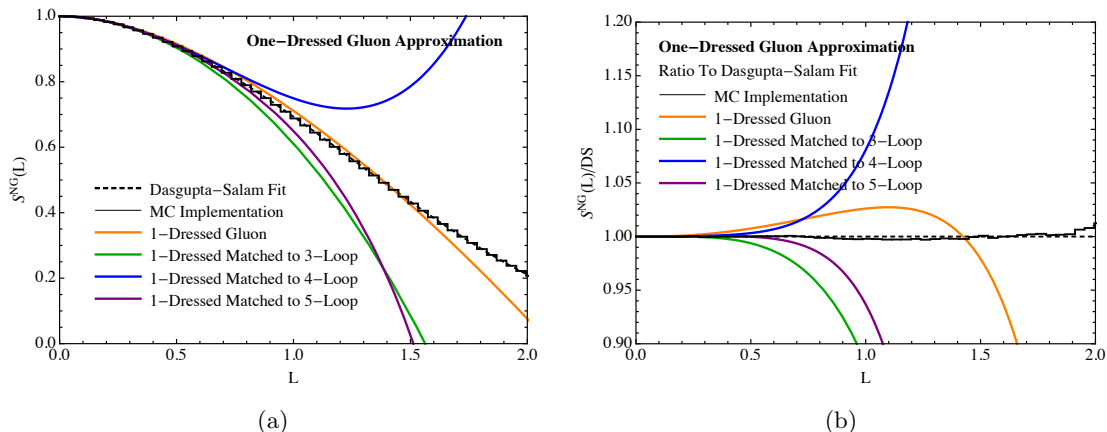 One−Dressed Gluon Approximation
Dasgupta−Salam Fit
MC Implementation
1−Dressed Gluon
1−Dressed Matched to 3−Loop
1−Dressed Matched to 4−Loop
1−Dressed Matched to 5−Loop
S^NG(L)
1.0
0.8
0.6
0.4
0.2
0.0
0.0 0.5 1.0 1.5 2.0
L
(a)
One−Dressed Gluon Approximation
Ratio To Dasgupta−Salam Fit
MC Implementation
1−Dressed Gluon
1−Dressed Matched to 3−Loop
1−Dressed Matched to 4−Loop
1−Dressed Matched to 5−Loop
S^NG(L)/DS
1.20
1.15
1.10
1.05
1.00
0.95
0.90
0.0 0.5 1.0 1.5 2.0
L
(b)